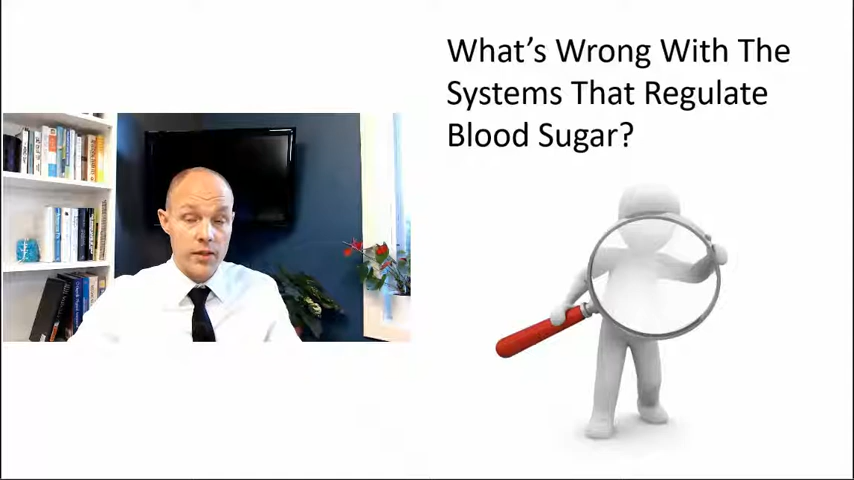 What's Wrong With The
Systems That Regulate
Blood Sugar?